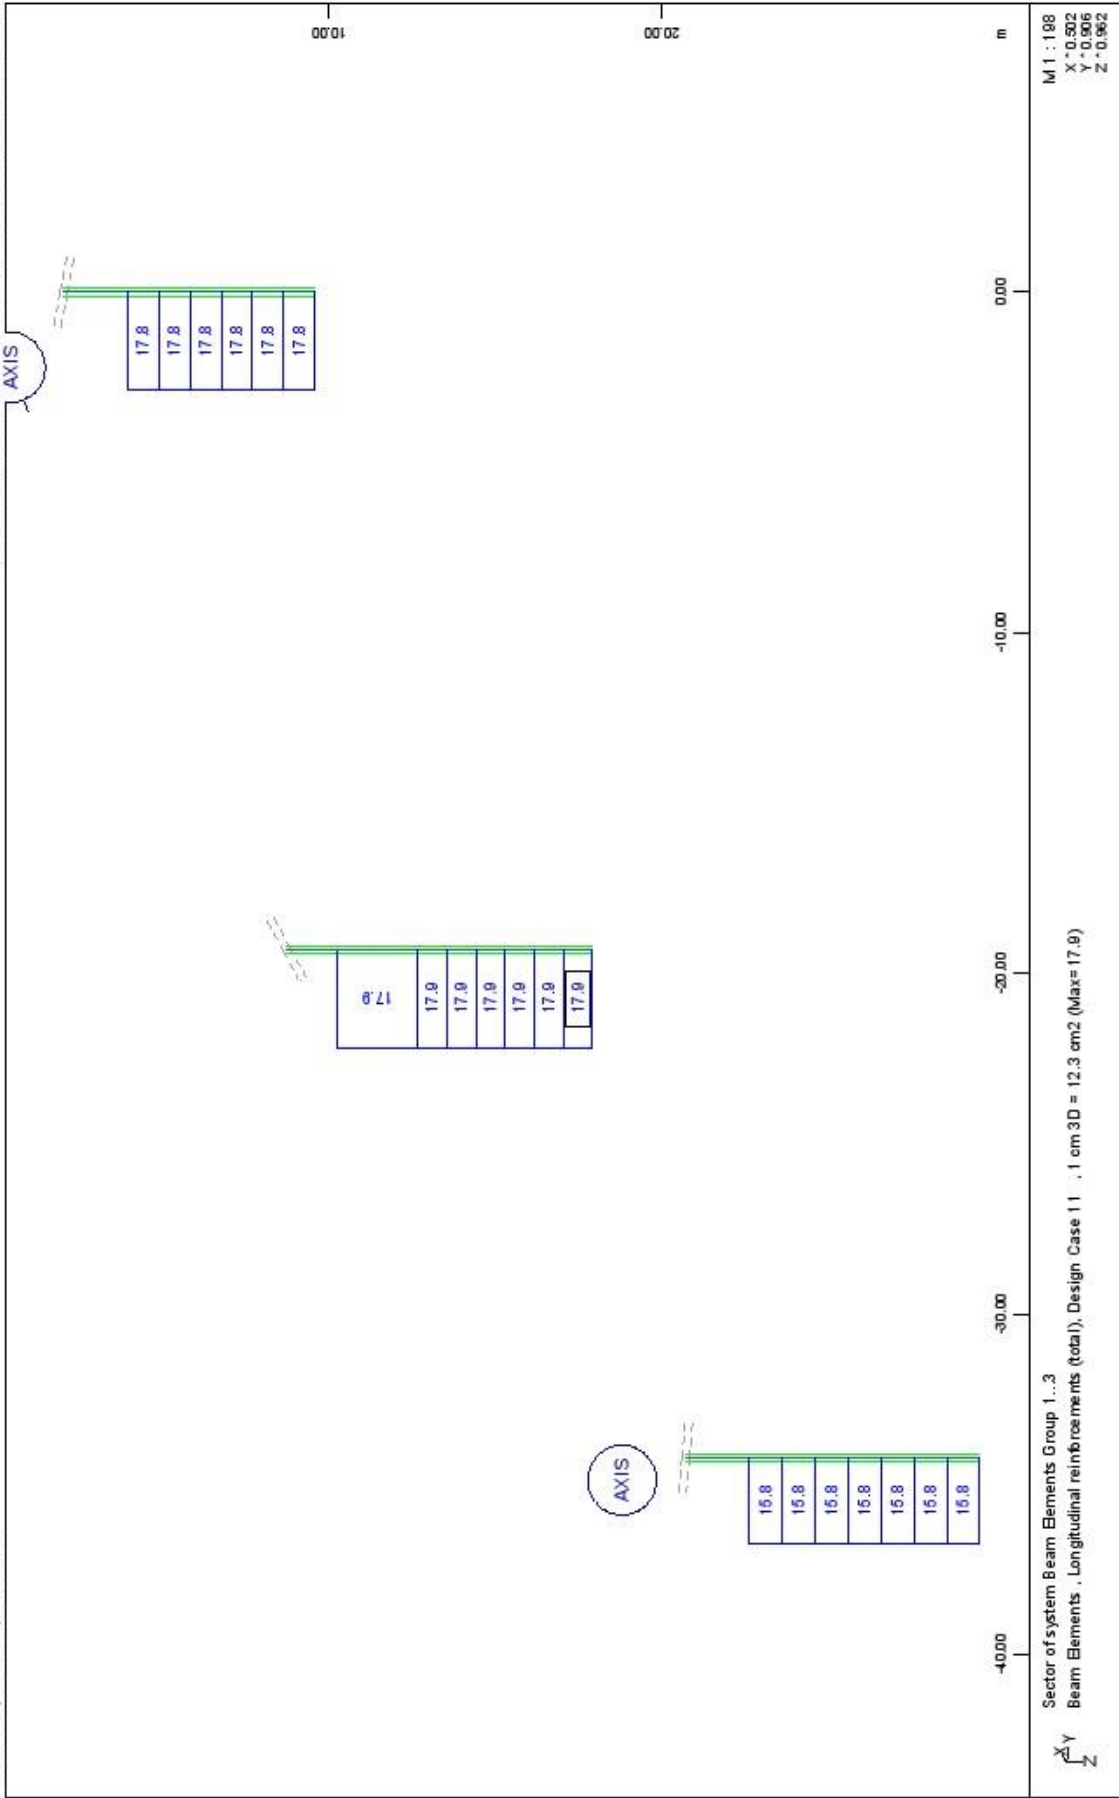 AXIS
10.00
20.00
m
17.8
17.8
17.8
17.8
17.8
17.8
17.9
17.9
17.9
17.9
17.9
17.9
17.9
AXIS
15.8
15.8
15.8
15.8
15.8
15.8
15.8
-40.00
-30.00
-20.00
-10.00
0.00
Sector of system Beam Elements Group 1...3
Beam Elements , Longitudinal reinforcements (total), Design Case 11 , 1 cm 3D = 12.3 cm2 (Max=17.9)
M 1 : 198
X * 0.502
Y * 0.906
Z * 0.962
X
Y
Z